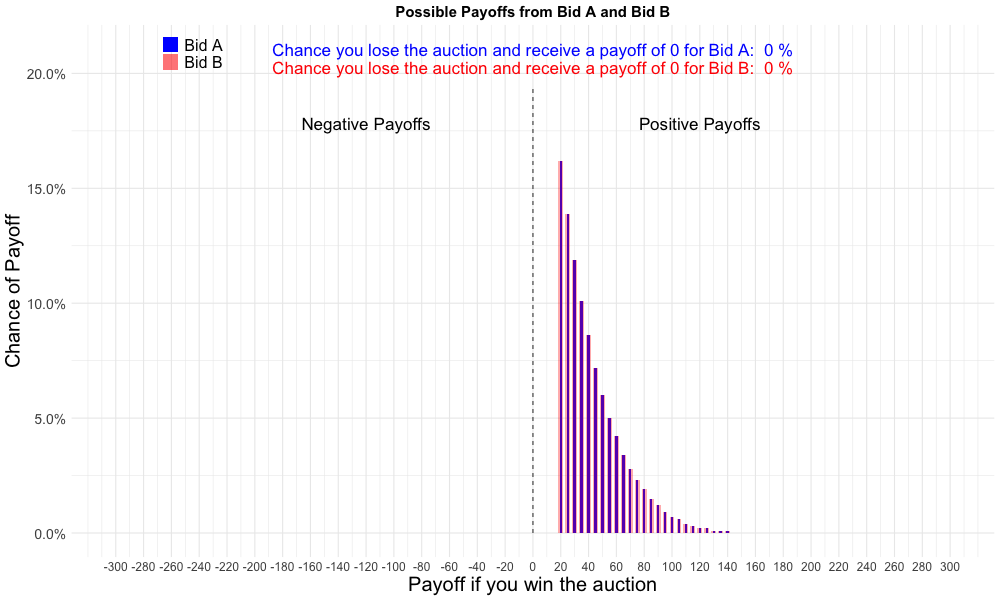 Possible Payoffs from Bid A and Bid B
Bid A
Bid B
Chance you lose the auction and receive a payoff of 0 for Bid A:  0 %
Chance you lose the auction and receive a payoff of 0 for Bid B:  0 %
Negative Payoffs
Positive Payoffs
Chance of Payoff
20.0%
15.0%
10.0%
5.0%
0.0%
-300 -280 -260 -240 -220 -200 -180 -160 -140 -120 -100 -80 -60 -40 -20 0 20 40 60 80 100 120 140 160 180 200 220 240 260 280 300
Payoff if you win the auction